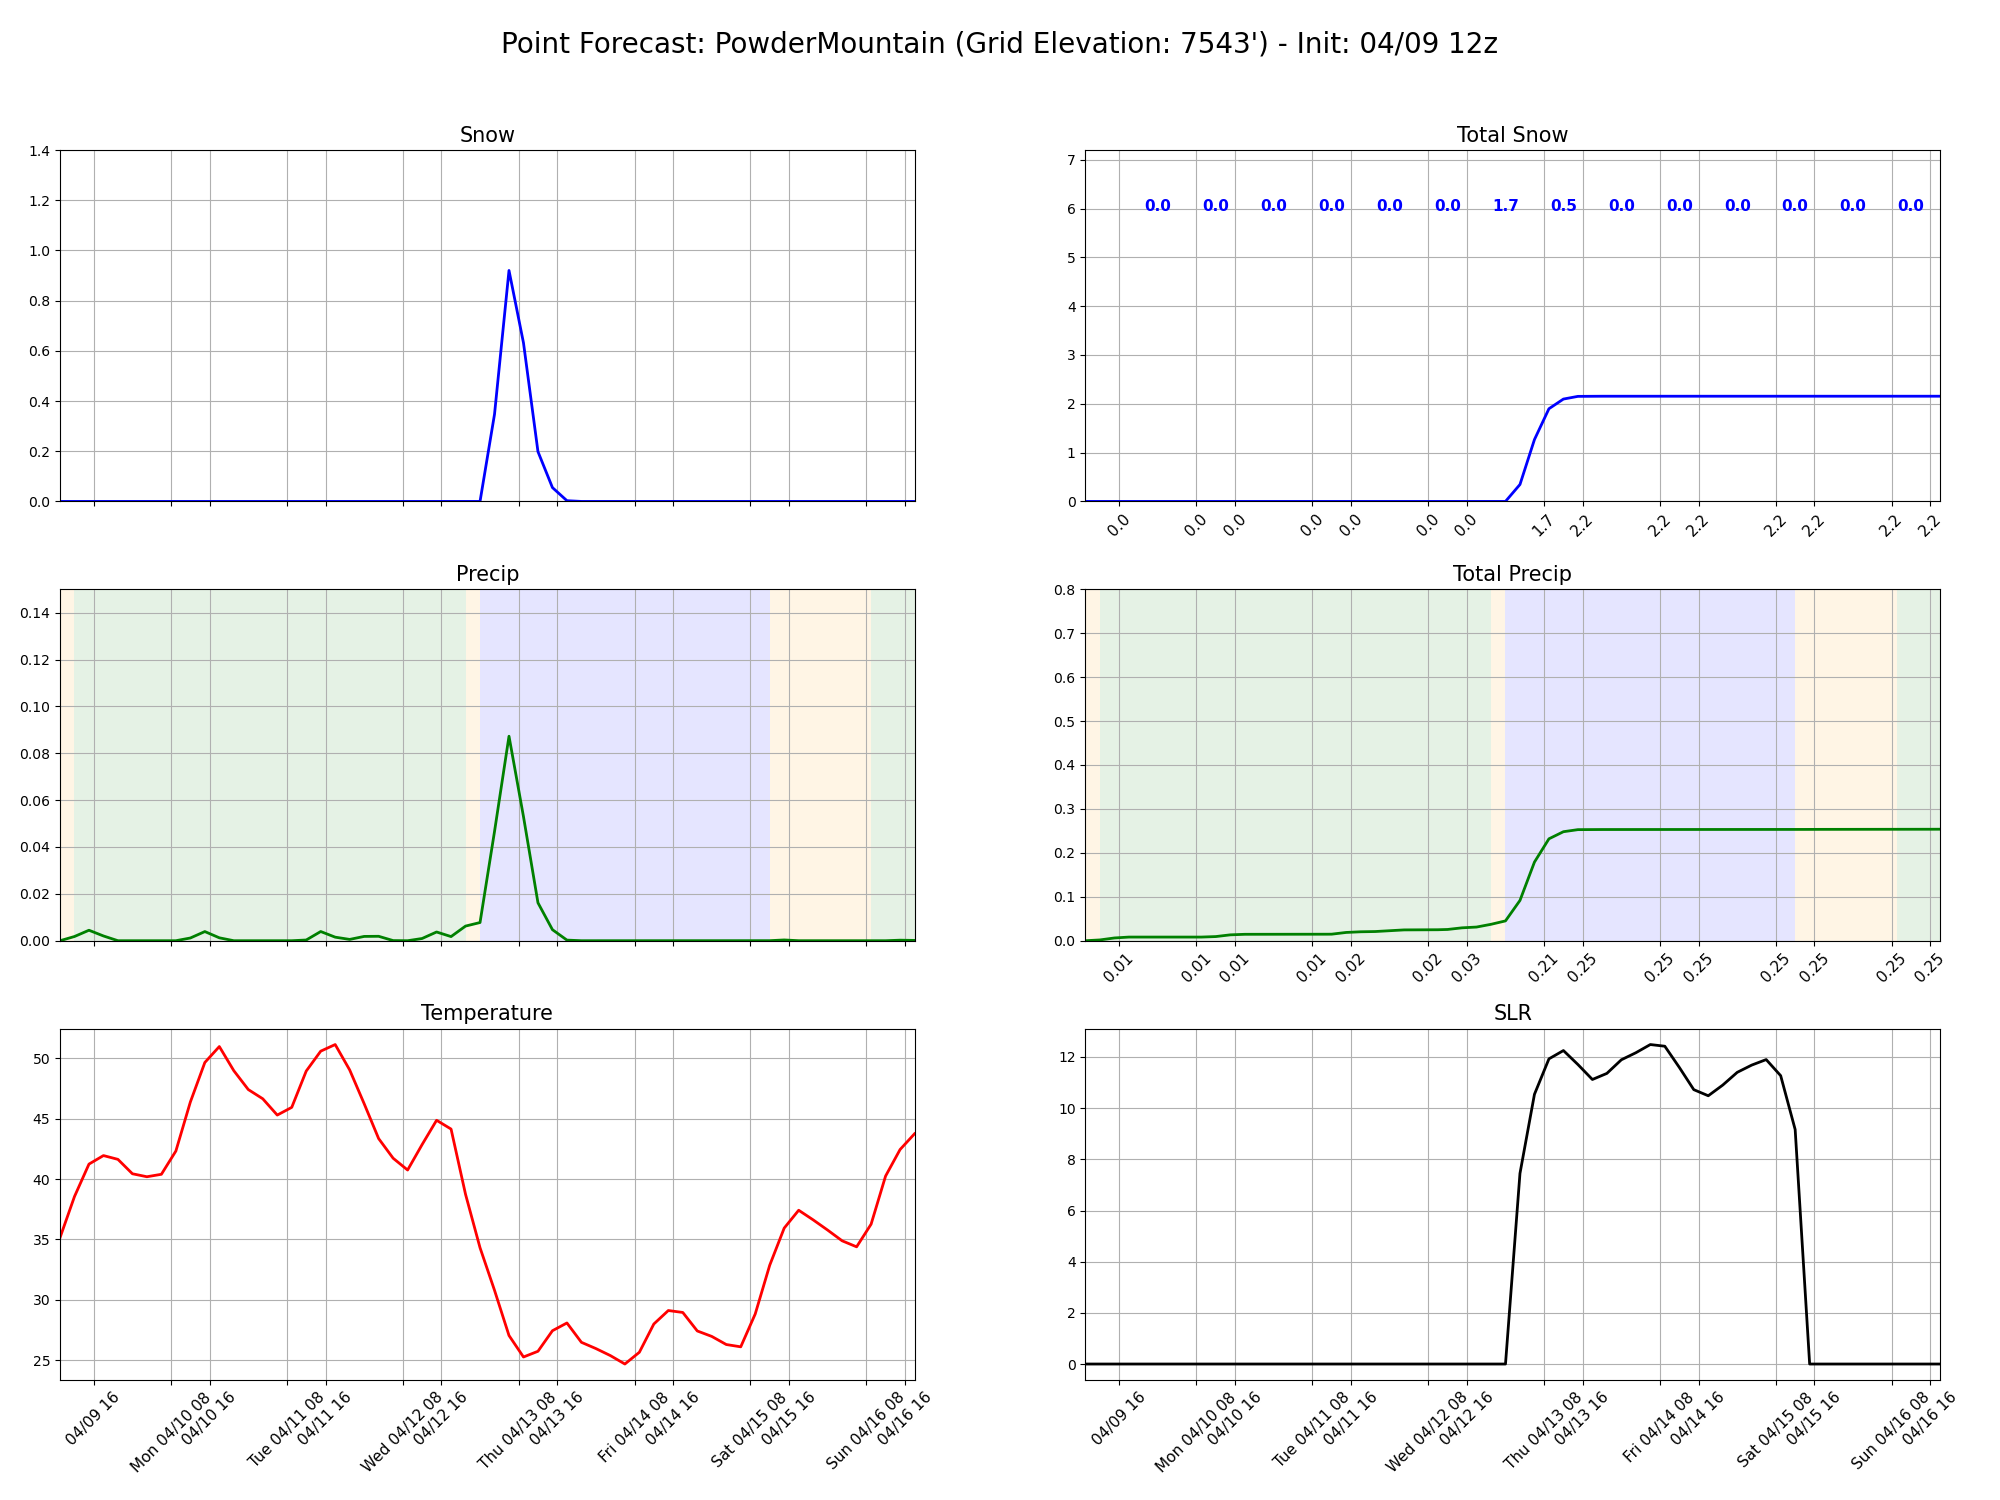 Point Forecast: PowderMountain (Grid Elevation: 7543') - Init: 04/09 12z
Snow
1.4
1.2
1.0
0.8
0.6
0.4
0.2
0.0
Total Snow
7
6
5
4
3
2
1
0
0.0 0.0 0.0 0.0 0.0 0.0 1.7 0.5 0.0 0.0 0.0 0.0 0.0 0.0
0.0 0.0 0.0 0.0 0.0 0.0 0.0 1.7 2.2 2.2 2.2 2.2 2.2 2.2 2.2
Precip
0.14
0.12
0.10
0.08
0.06
0.04
0.02
0.00
Total Precip
0.8
0.7
0.6
0.5
0.4
0.3
0.2
0.1
0.0
0.01 0.01 0.01 0.01 0.02 0.02 0.03 0.21 0.25 0.25 0.25 0.25 0.25 0.25 0.25
Temperature
50
45
40
35
30
25
04/09 16
Mon 04/10 08
04/10 16
Tue 04/11 08
04/11 16
Wed 04/12 08
04/12 16
Thu 04/13 08
04/13 16
Fri 04/14 08
04/14 16
Sat 04/15 08
04/15 16
Sun 04/16 08
04/16 16
SLR
12
10
8
6
4
2
0
04/09 16
Mon 04/10 08
04/10 16
Tue 04/11 08
04/11 16
Wed 04/12 08
04/12 16
Thu 04/13 08
04/13 16
Fri 04/14 08
04/14 16
Sat 04/15 08
04/15 16
Sun 04/16 08
04/16 16